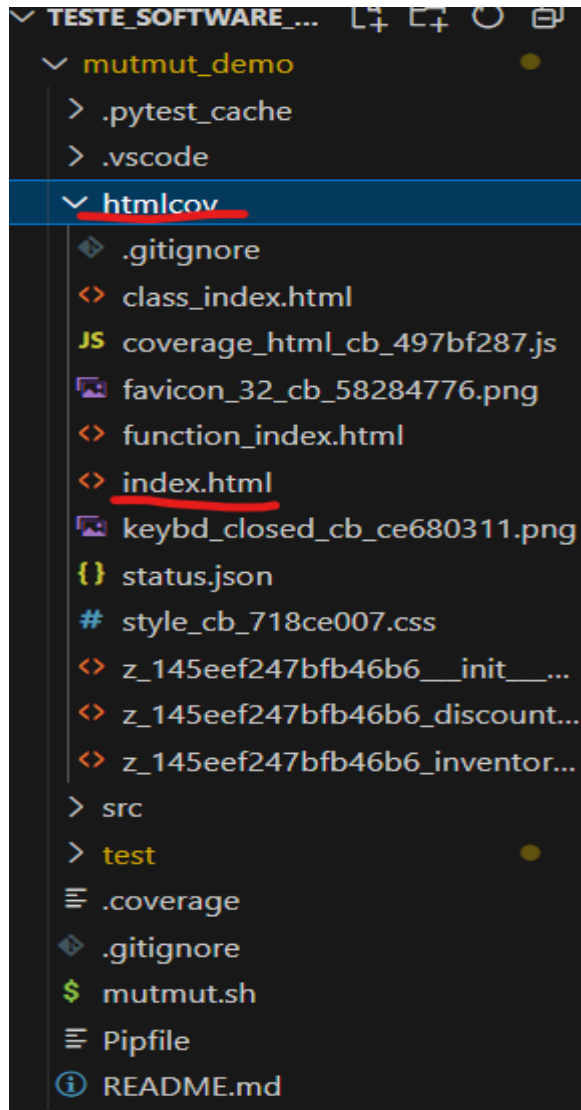 TESTE_SOFTWARE_...
mutmut_demo
.pytest_cache
.vscode
htmlcov
.gitignore
class_index.html
JS coverage_html_cb_497bf287.js
favicon_32_cb_58284776.png
function_index.html
index.html
keybd_closed_cb_ce680311.png
{} status.json
# style_cb_718ce007.css
z_145eef247bfb46b6___init___...
z_145eef247bfb46b6_discount...
z_145eef247bfb46b6_inventor...
src
test
.coverage
.gitignore
$ mutmut.sh
Pipfile
README.md